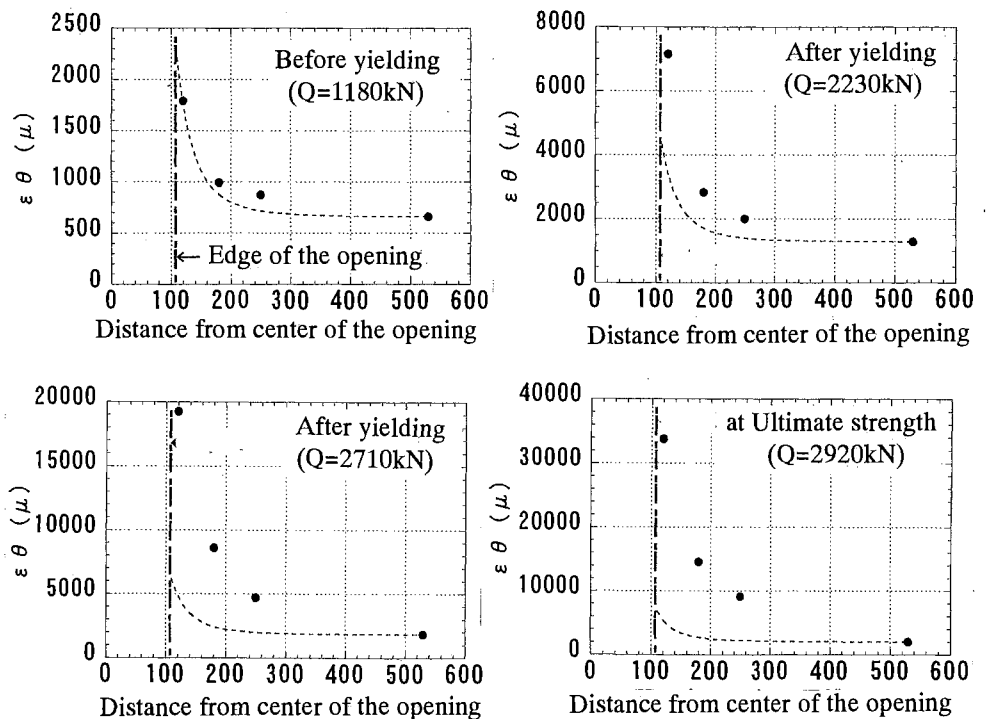 2500
2000
1500
1000
500
0
ε θ (μ)
Before yielding
(Q=1180kN)
← Edge of the opening
0 100 200 300 400 500 600
Distance from center of the opening
8000
6000
4000
2000
0
ε θ (μ)
After yielding
(Q=2230kN)
0 100 200 300 400 500 600
Distance from center of the opening
20000
15000
10000
5000
0
ε θ (μ)
After yielding
(Q=2710kN)
0 100 200 300 400 500 600
Distance from center of the opening
40000
30000
20000
10000
0
ε θ (μ)
at Ultimate strength
(Q=2920kN)
0 100 200 300 400 500 600
Distance from center of the opening